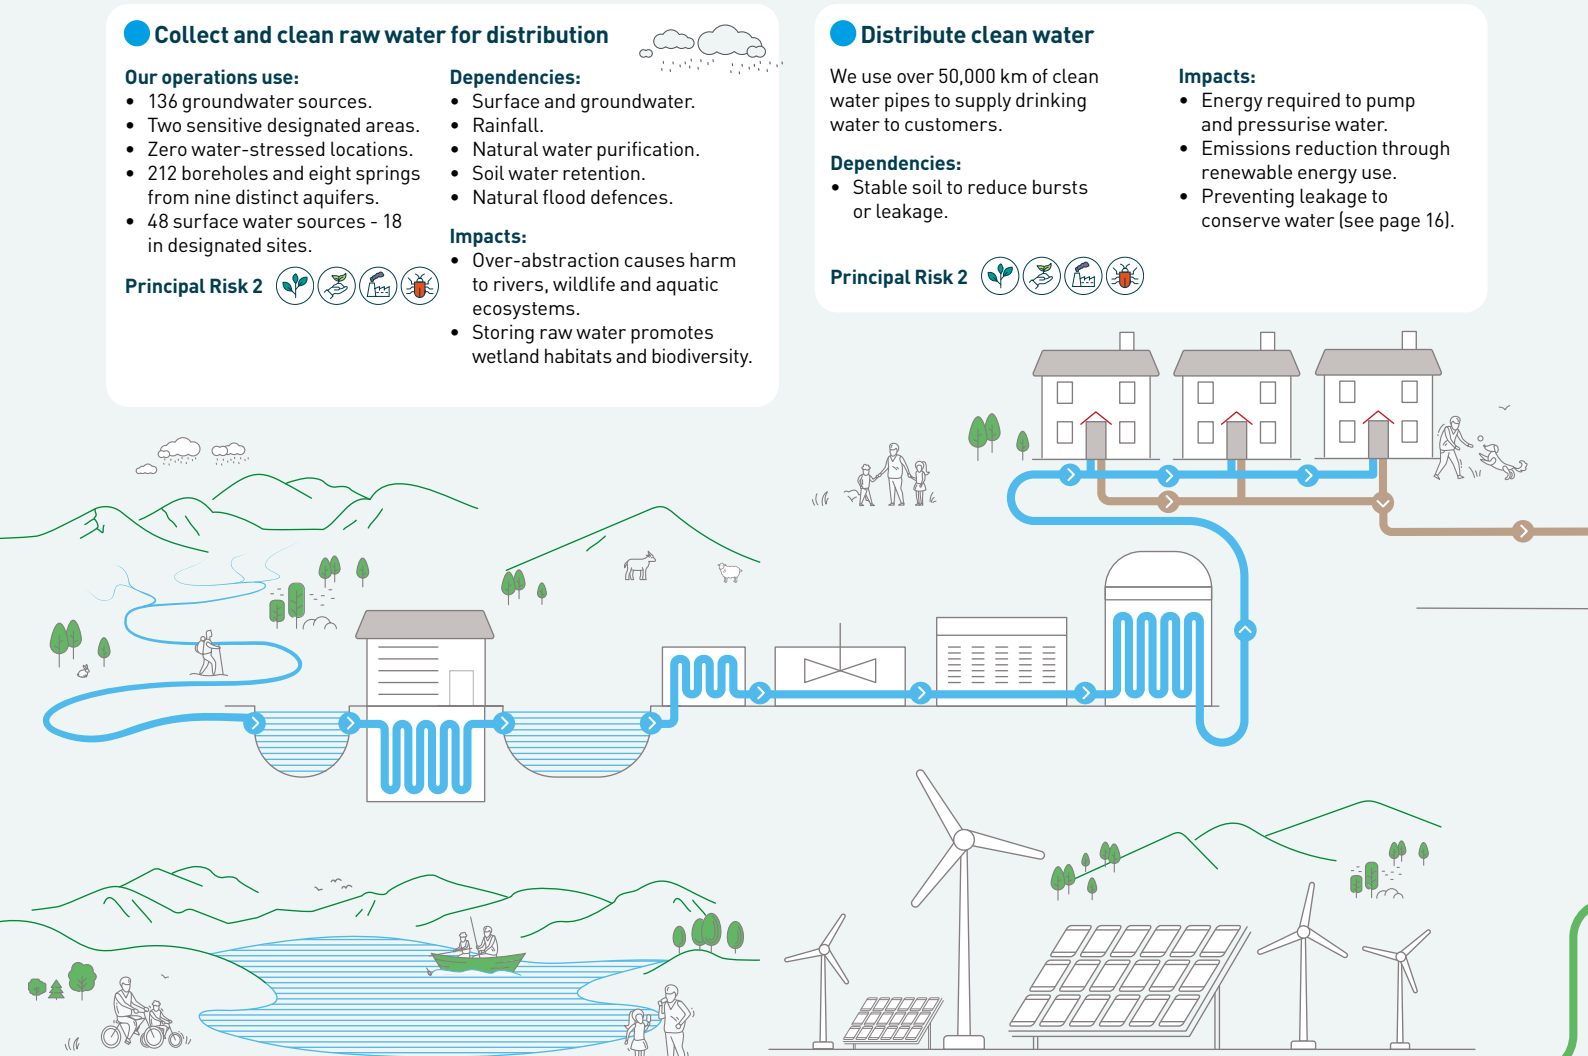 Collect and clean raw water for distribution
Our operations use:
• 136 groundwater sources.
• Two sensitive designated areas.
• Zero water-stressed locations.
• 212 boreholes and eight springs
from nine distinct aquifers.
• 48 surface water sources - 18
in designated sites.
Principal Risk 2
Dependencies:
• Surface and groundwater.
• Rainfall.
• Natural water purification.
• Soil water retention.
• Natural flood defences.
Impacts:
• Over-abstraction causes harm
to rivers, wildlife and aquatic
ecosystems.
• Storing raw water promotes
wetland habitats and biodiversity.
Distribute clean water
We use over 50,000 km of clean
water pipes to supply drinking
water to customers.
Dependencies:
• Stable soil to reduce bursts
or leakage.
Principal Risk 2
Impacts:
• Energy required to pump
and pressurise water.
• Emissions reduction through
renewable energy use.
• Preventing leakage to
conserve water (see page 16).